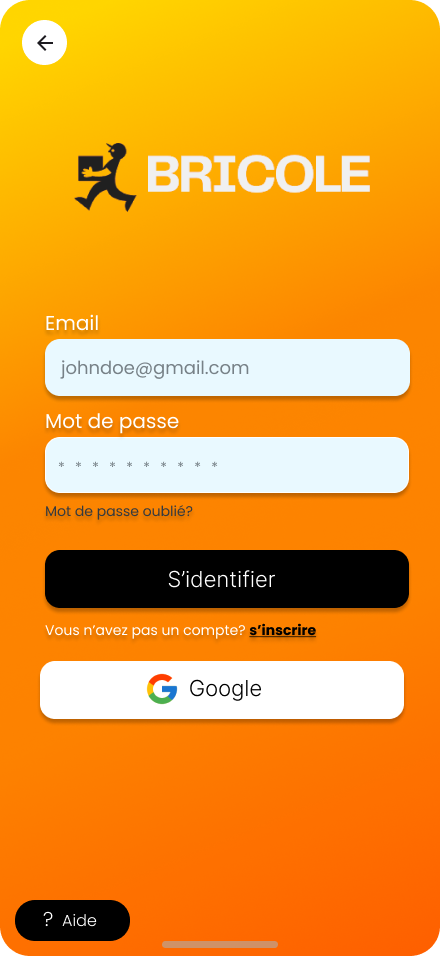 BRICOLE
Email
johndoe@gmail.com
Mot de passe
* * * * * * * * * *
Mot de passe oublié?
S'identifier
Vous n'avez pas un compte? s'inscrire
Google
? Aide